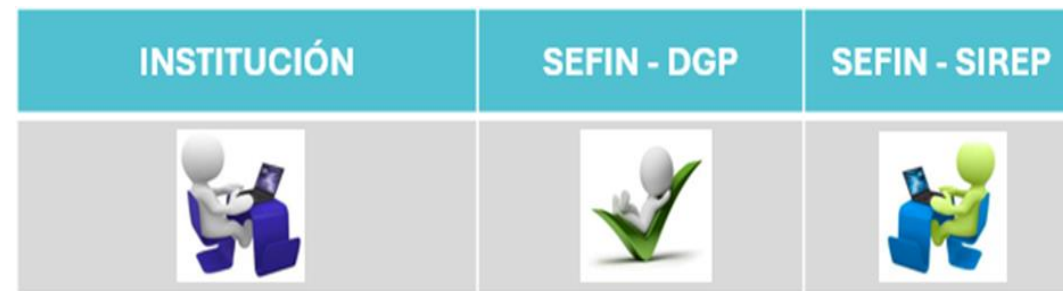 INSTITUCIÓN
SEFIN - DGP
SEFIN - SIREP